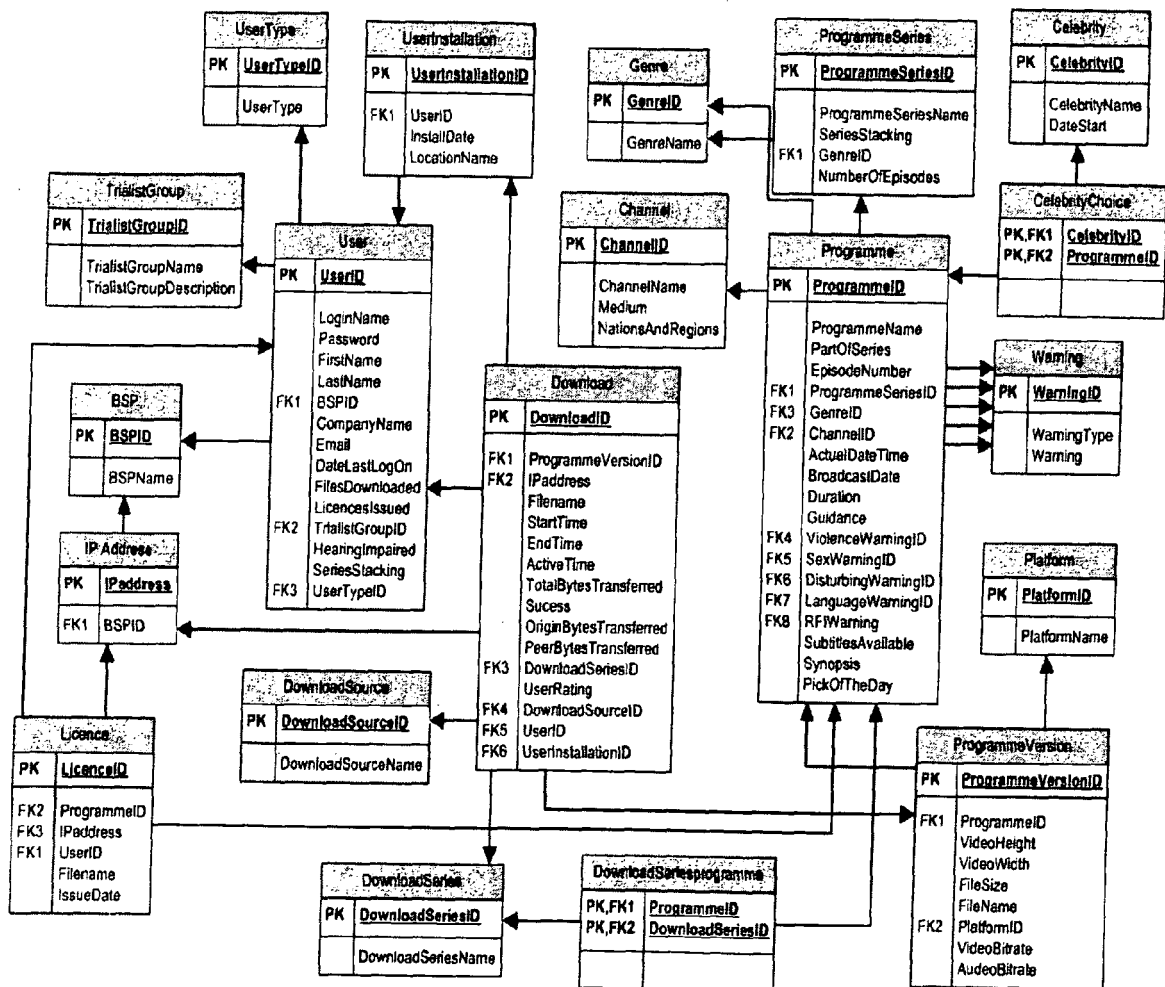 UserType
PK UserTypeID
UserType
UserInstallation
PK UserInstallationID
FK1 UserID
InstallDate
LocationName
Genre
PK GenreID
GenreName
ProgrammeSeries
PK ProgrammeSeriesID
ProgrammeSeriesName
SeriesStacking
FK1 GenreID
NumberOfEpisodes
Celebrity
PK CelebrityID
CelebrityName
DateStart
TrialistGroup
PK TrialistGroupID
TrialistGroupName
TrialistGroupDescription
User
PK UserID
LoginName
Password
FirstName
LastName
FK1 BSPID
CompanyName
Email
DateLastLogOn
FilesDownloaded
LicencesIssued
FK2 TrialistGroupID
HearingImpaired
SeriesStacking
FK3 UserTypeID
Channel
PK ChannelID
ChannelName
Medium
NationsAndRegions
Programme
PK ProgrammeID
ProgrammeName
PartOfSeries
EpisodeNumber
FK1 ProgrammeSeriesID
FK3 GenreID
FK2 ChannelID
ActualDateTime
BroadcastDate
Duration
Guidance
FK4 ViolenceWarningID
FK5 SexWarningID
FK6 DisturbingWarningID
FK7 LanguageWarningID
FK8 RFIWarning
SubtitlesAvailable
Synopsis
PickOfTheDay
CelebrityChoice
PK,FK1 CelebrityID
PK,FK2 ProgrammeID
Warning
PK WarningID
WarningType
Warning
BSP
PK BSPID
BSPName
Download
PK DownloadID
FK1 ProgrammeVersionID
FK2 IPaddress
Filename
StartTime
EndTime
ActiveTime
TotalBytesTransferred
Sucess
OriginBytesTransferred
PeerBytesTransferred
FK3 DownloadSeriesID
UserRating
FK4 DownloadSourceID
FK5 UserID
FK6 UserInstallationID
IP Address
PK IPaddress
FK1 BSPID
Platform
PK PlatformID
PlatformName
DownloadSource
PK DownloadSourceID
DownloadSourceName
Licence
PK LicenceID
FK2 ProgrammeID
FK3 IPaddress
FK1 UserID
Filename
IssueDate
ProgrammeVersion
PK ProgrammeVersionID
FK1 ProgrammeID
VideoHeight
VideoWidth
FileSize
FileName
FK2 PlatformID
VideoBitrate
AudeoBitrate
DownloadSeries
PK DownloadSeriesID
DownloadSeriesName
DownloadSeriesprogramme
PK,FK1 ProgrammeID
PK,FK2 DownloadSeriesID